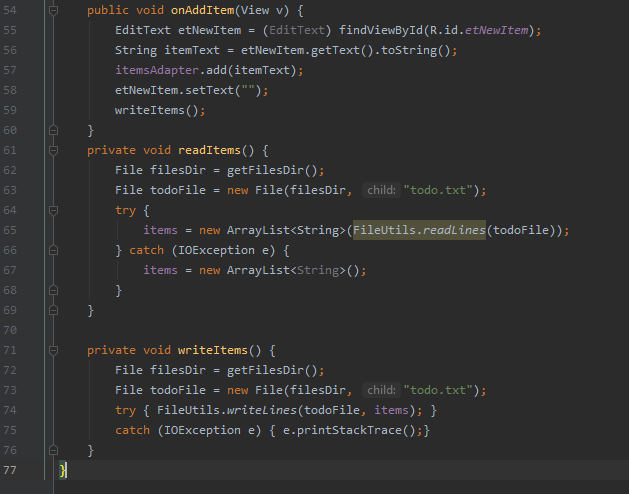 54 public void onAddItem(View v) {
55 EditText etNewItem = (EditText) findViewById(R.id.etNewItem);
56 String itemText = etNewItem.getText().toString();
57 itemsAdapter.add(itemText);
58 etNewItem.setText("");
59 writeItems();
60 }
61 private void readItems() {
62 File filesDir = getFilesDir();
63 File todoFile = new File(filesDir, child: "todo.txt");
64 try {
65 items = new ArrayList<String>(FileUtils.readLines(todoFile));
66 } catch (IOException e) {
67 items = new ArrayList<String>();
68 }
69 }
70
71 private void writeItems() {
72 File filesDir = getFilesDir();
73 File todoFile = new File(filesDir, child: "todo.txt");
74 try { FileUtils.writeLines(todoFile, items); }
75 catch (IOException e) { e.printStackTrace();}
76 }
77 }